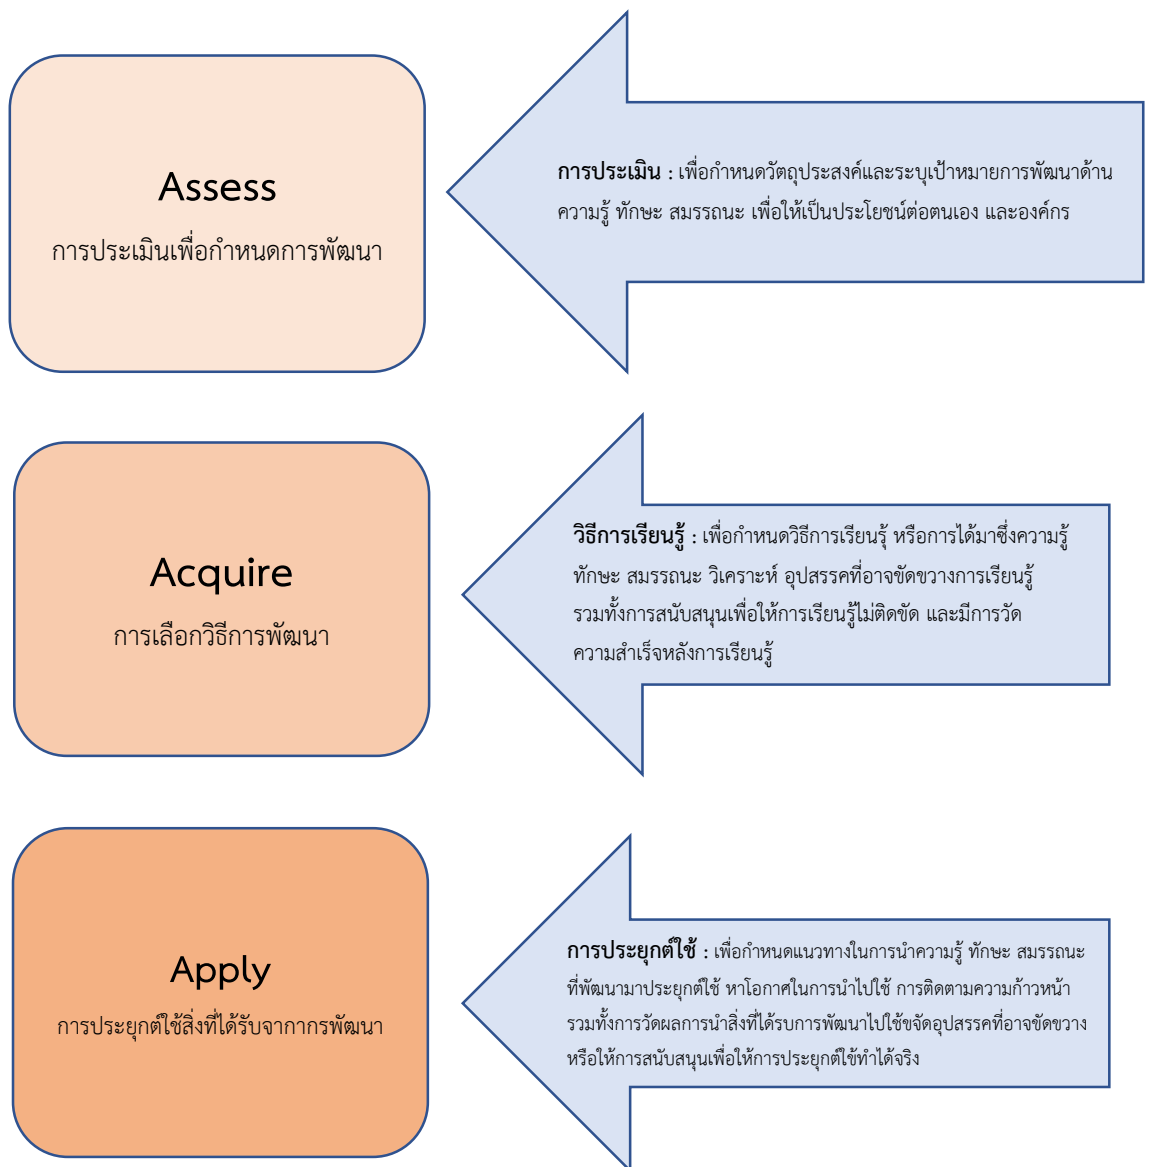 Assess
การประเมินเพื่อกำหนดการพัฒนา
การประเมิน : เพื่อกำหนดวัตถุประสงค์และระบุเป้าหมายการพัฒนาด้าน
ความรู้ ทักษะ สมรรถนะ เพื่อให้เป็นประโยชน์ต่อตนเอง และองค์กร
Acquire
การเลือกวิธีการพัฒนา
วิธีการเรียนรู้ : เพื่อกำหนดวิธีการเรียนรุ้ หรือการได้มาซึ่งความรู้
ทักษะ สมรรถนะ วิเคราะห์ อุปสรรคที่อาจขัดขวางการเรียนรู้
รวมทั้งการสนับสนุนเพื่อให้การเรียนรู้ไม่ติดขัด และมีการวัด
ความสำเร็จหลังการเรียนรู้
Apply
การประยุกต์ใช้สิ่งที่ได้รับจากากรพัฒนา
การประยุกต์ใช้ : เพื่อกำหนดแนวทางในการนำความรู้ ทักษะ สมรรถนะ
ที่พัฒนามาประยุกต์ใช้ หาโอกาศในการนำไปใช้ การติดตามความก้าวหน้า
รวมทั้งการวัดผลการนำสิ่งที่ได้รบการพัฒนาไปใช้ขจัดอุปสรรคที่อาจขัดขวาง
หรือให้การสนับสนุนเพื่อให้การประยุกต์ใข้ทำได้จริง